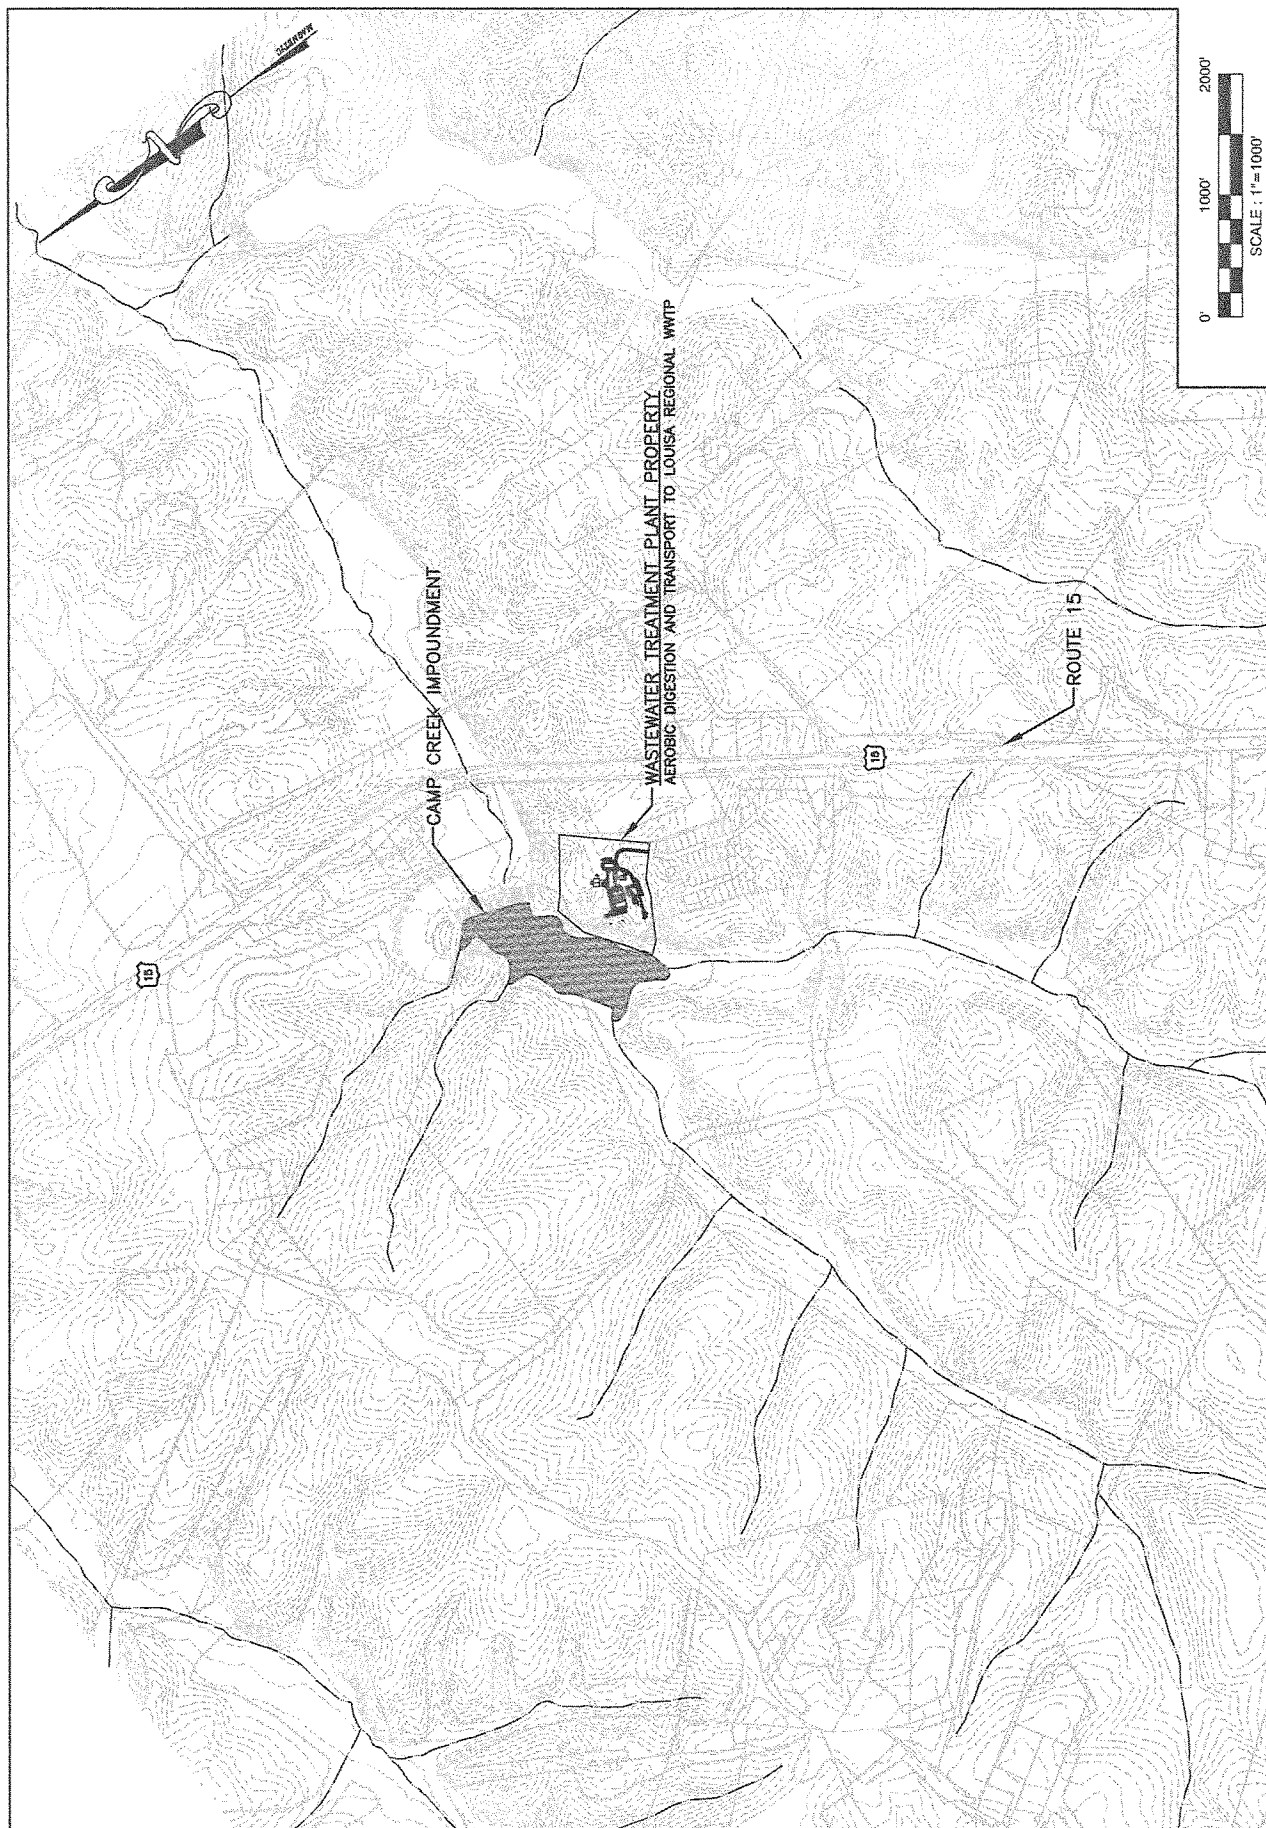 MAGNETIC
CAMP CREEK IMPOUNDMENT
WASTEWATER TREATMENT PLANT PROPERTY
AEROBIC DIGESTION AND TRANSPORT TO LOUISA REGIONAL WWTP
15
15
ROUTE 15
0' 1000' 2000'
SCALE : 1"=1000'